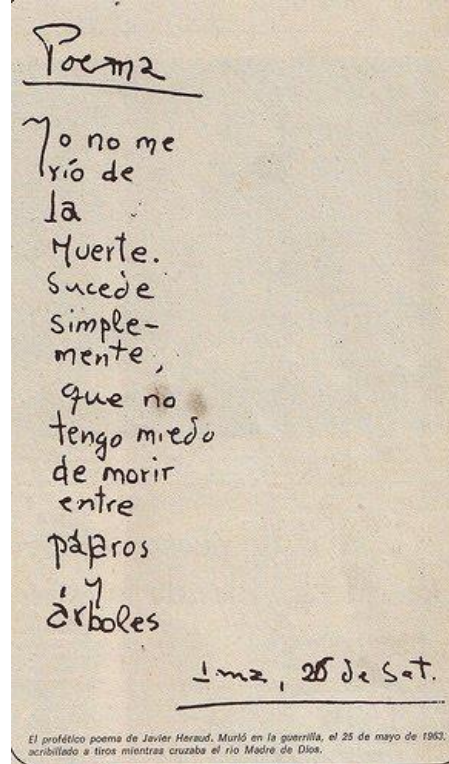 Poema
Yo no me
río de
la
Muerte.
Sucede
simple-
mente,
que no
tengo miedo
de morir
entre
pájaros
y
árboles
de Set.
El profético poema de Javier Heraud. Murió en la guerrilla, el 25 de mayo de 1963,
acribillado a tiros mientras cruzaba el río Madre de Dios.